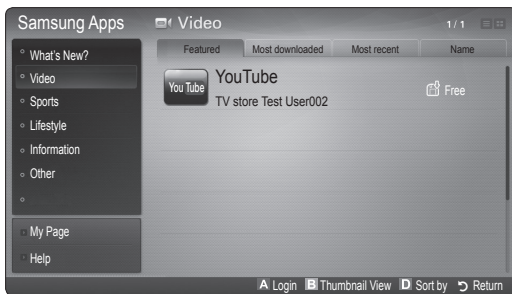 Samsung Apps
Video
1/1
What's New?
Video
Sports
Lifestyle
Information
Other
My Page
Help
Featured
Most downloaded
Most recent
Name
You Tube
YouTube
TV store Test User002
Free
A Login B Thumbnail View D Sort by Return